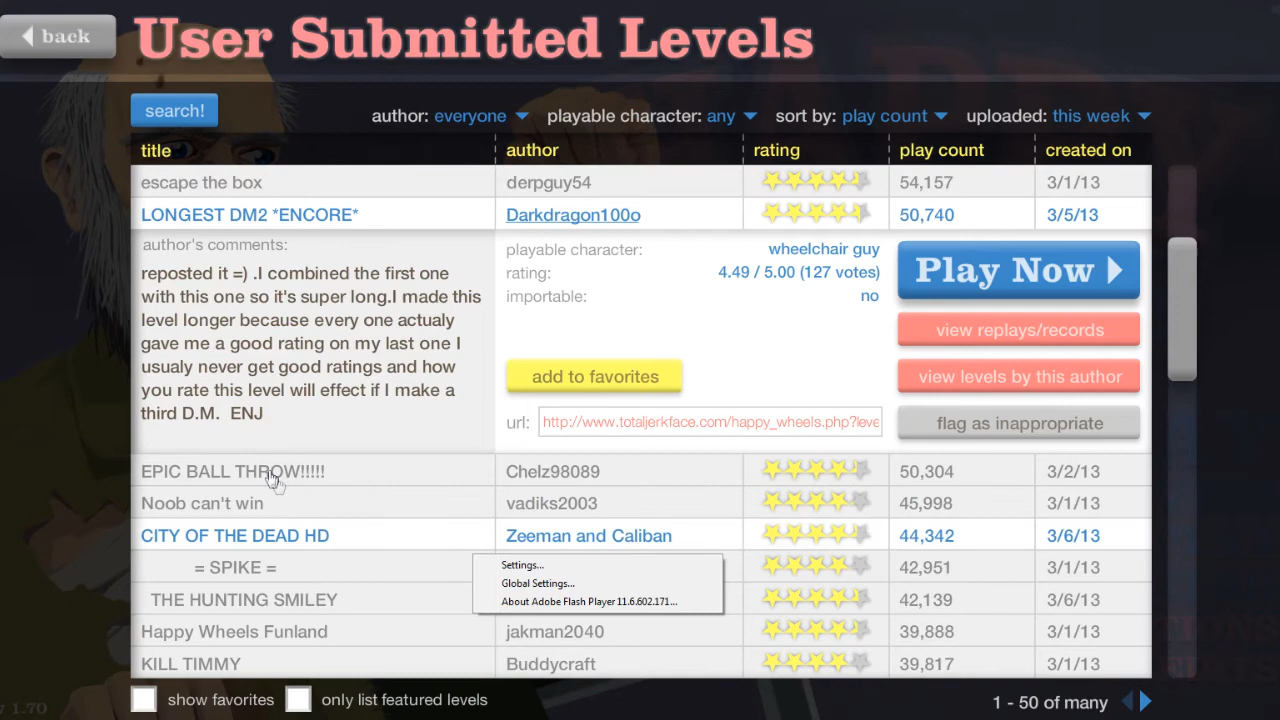 back
User Submitted Levels
search!
author: everyone
playable character: any
sort by: play count
uploaded: this week
title author rating play count created on
escape the box derpguy54 54,157 3/1/13
LONGEST DM2 *ENCORE* Darkdragon100o 50,740 3/5/13
author's comments:
reposted it =) .I combined the first one
with this one so it's super long.I made this
level longer because every one actualy
gave me a good rating on my last one I
usualy never get good ratings and how
you rate this level will effect if I make a
third D.M. ENJ
playable character: wheelchair guy
rating: 4.49 / 5.00 (127 votes)
importable: no
add to favorites
url: http://www.totaljerkface.com/happy_wheels.php?leve
Play Now
view replays/records
view levels by this author
flag as inappropriate
EPIC BALL THROW!!!!! Chelz98089 50,304 3/2/13
Noob can't win vadiks2003 45,998 3/1/13
CITY OF THE DEAD HD Zeeman and Caliban 44,342 3/6/13
= SPIKE = 42,951 3/1/13
THE HUNTING SMILEY 42,139 3/1/13
Happy Wheels Funland jakman2040 39,888 3/1/13
KILL TIMMY Buddycraft 39,817 3/1/13
Settings...
Global Settings...
About Adobe Flash Player 11.6.602.171...
show favorites
only list featured levels
1 - 50 of many
v 1.70